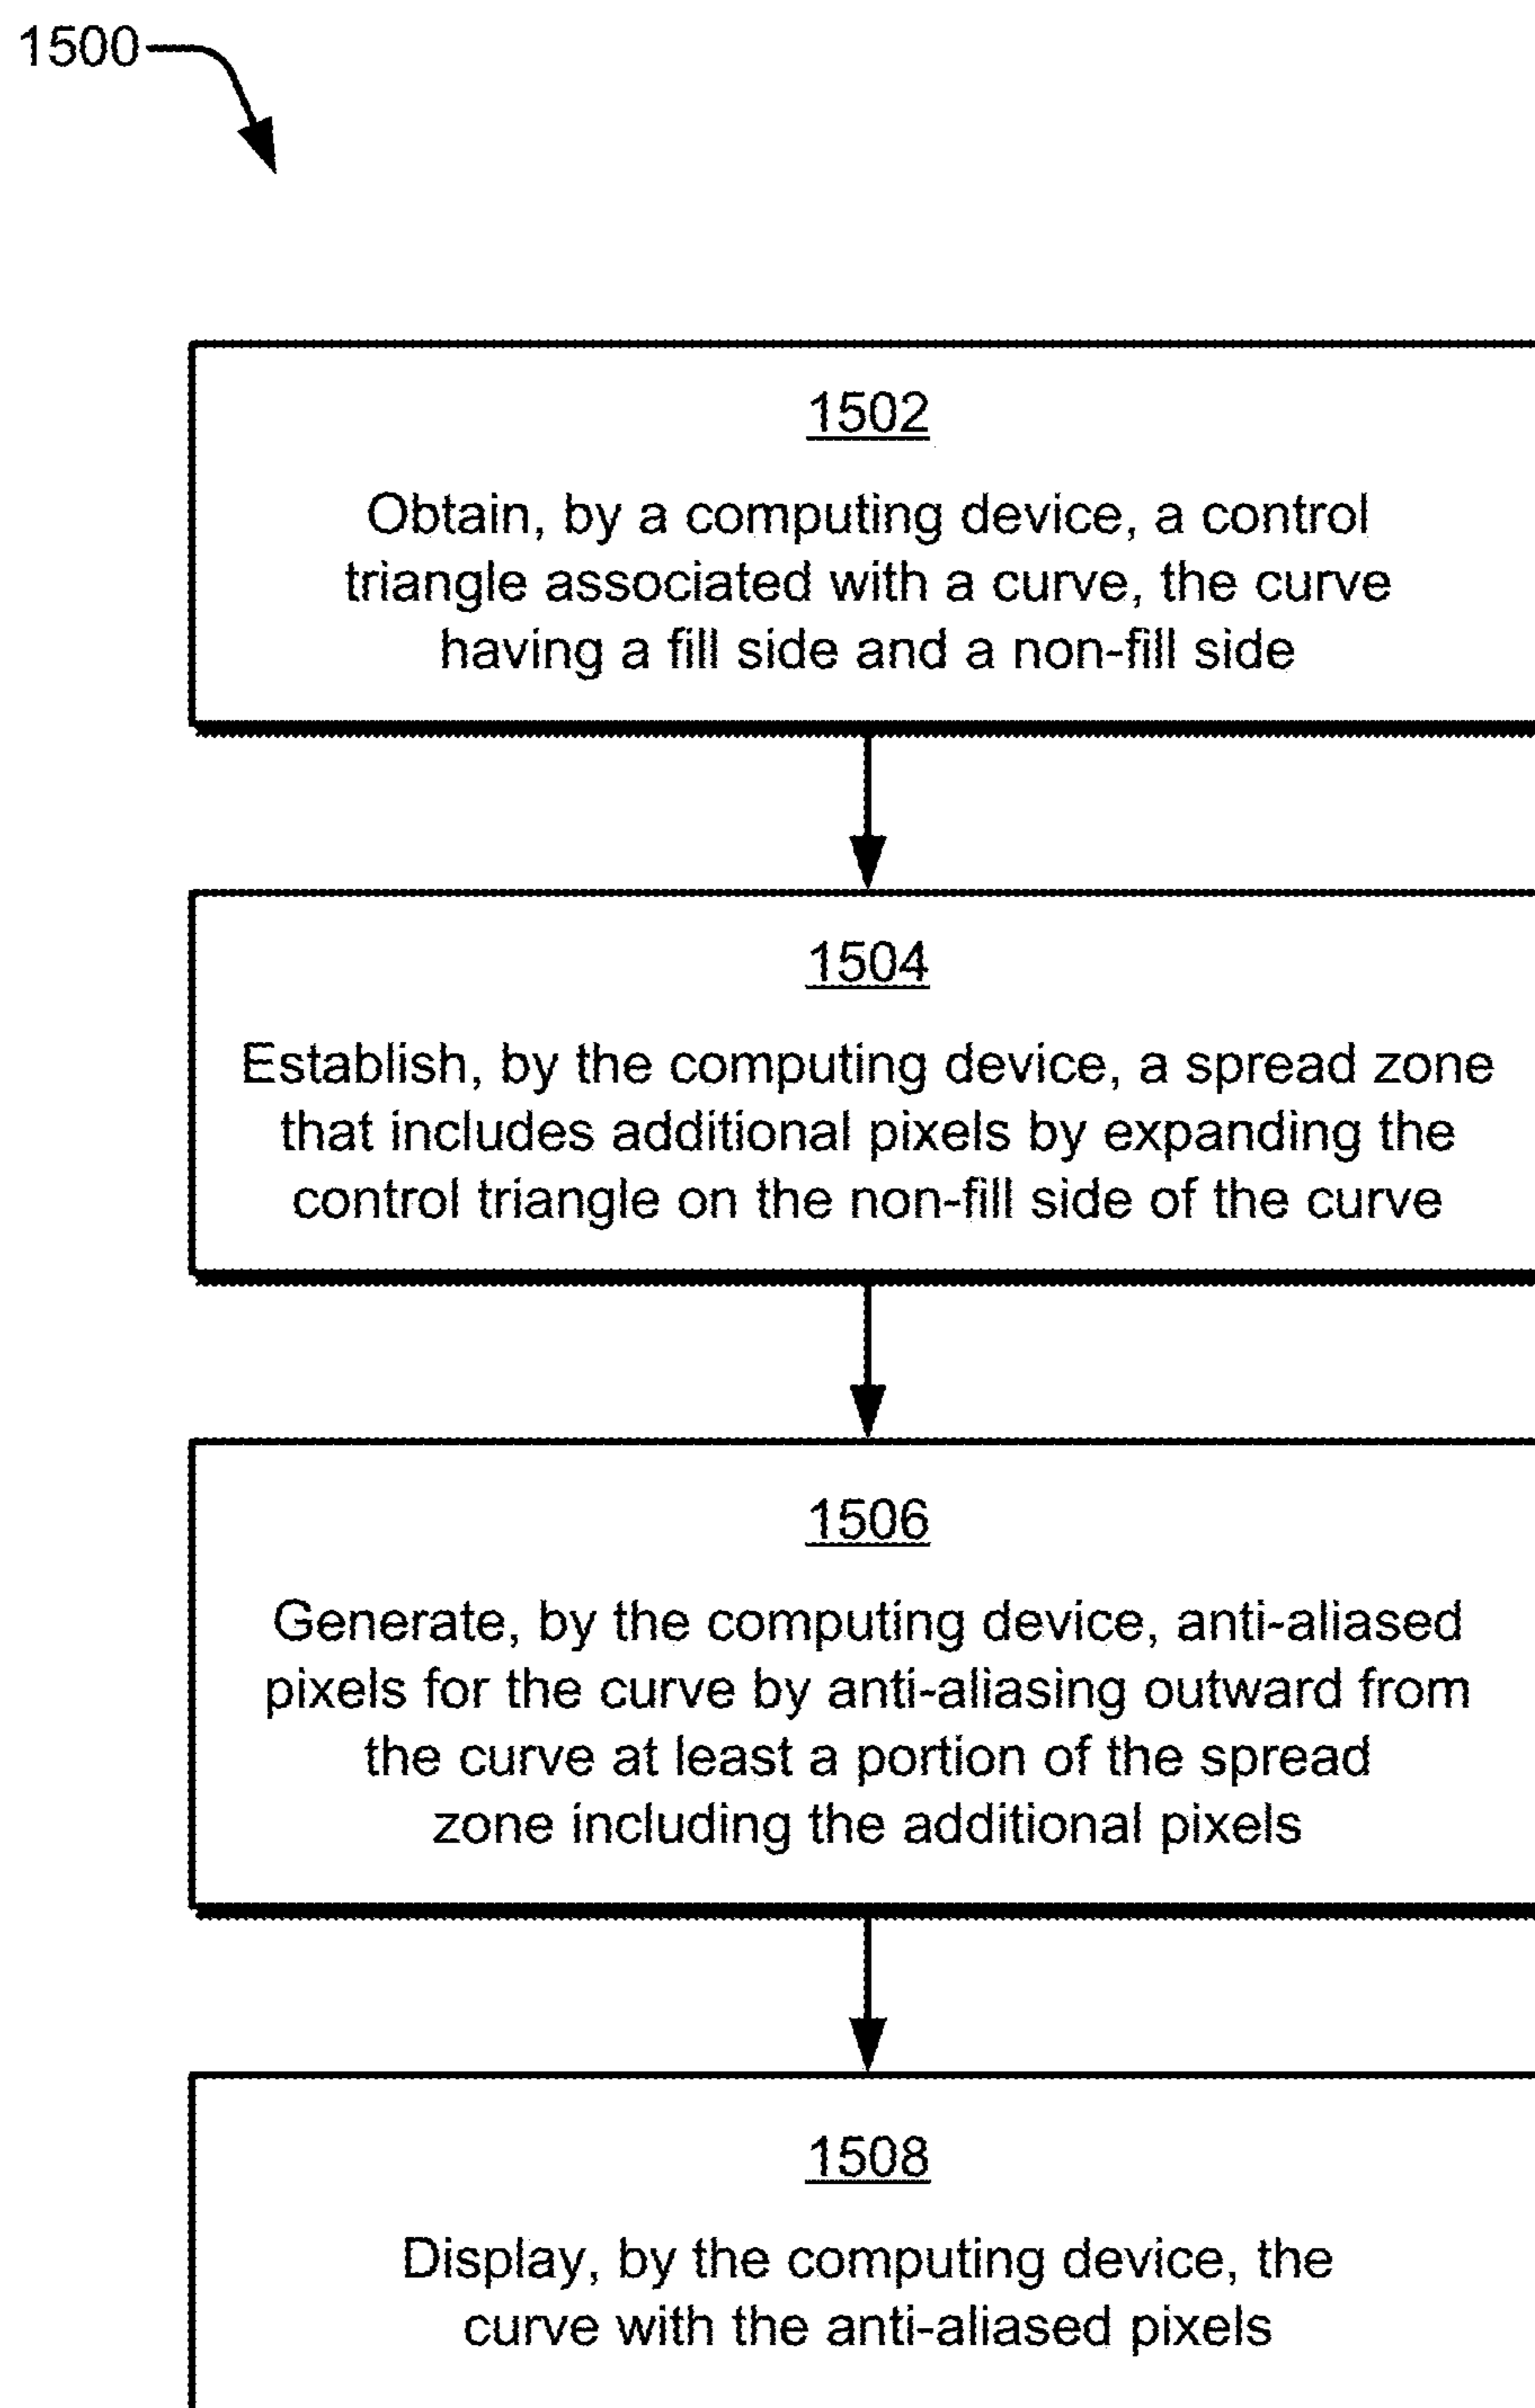 1500
1502
Obtain, by a computing device, a control
triangle associated with a curve, the curve
having a fill side and a non-fill side
1504
Establish, by the computing device, a spread zone
that includes additional pixels by expanding the
control triangle on the non-fill side of the curve
1506
Generate, by the computing device, anti-aliased
pixels for the curve by anti-aliasing outward from
the curve at least a portion of the spread
zone including the additional pixels
1508
Display, by the computing device, the
curve with the anti-aliased pixels